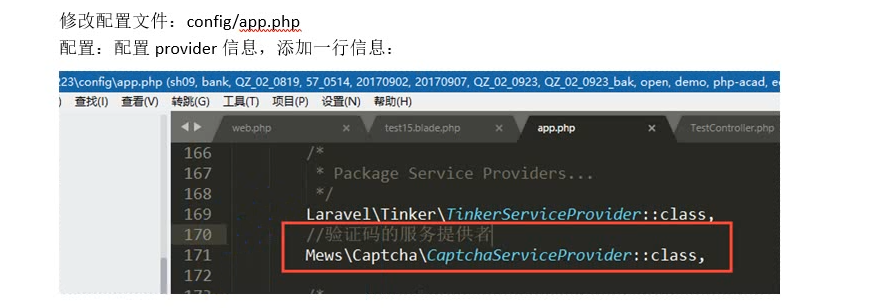 修改配置文件：config/app.php
配置：配置 provider 信息，添加一行信息：
223\config\app.php (sh09, bank, QZ_02_0819, 57_0514, 20170902, 20170907, QZ_02_0923, QZ_02_0923_bak, open, demo, php-acad, e
) 查找(I) 查看(V) 转跳(G) 工具(T) 项目(P) 设置(N) 帮助(H)
web.php test15.blade.php app.php TestController.php
166 /*
167 * Package Service Providers...
168 */
169 Laravel\Tinker\TinkerServiceProvider::class,
170 //验证码的服务提供者
171 Mews\Captcha\CaptchaServiceProvider::class,
172